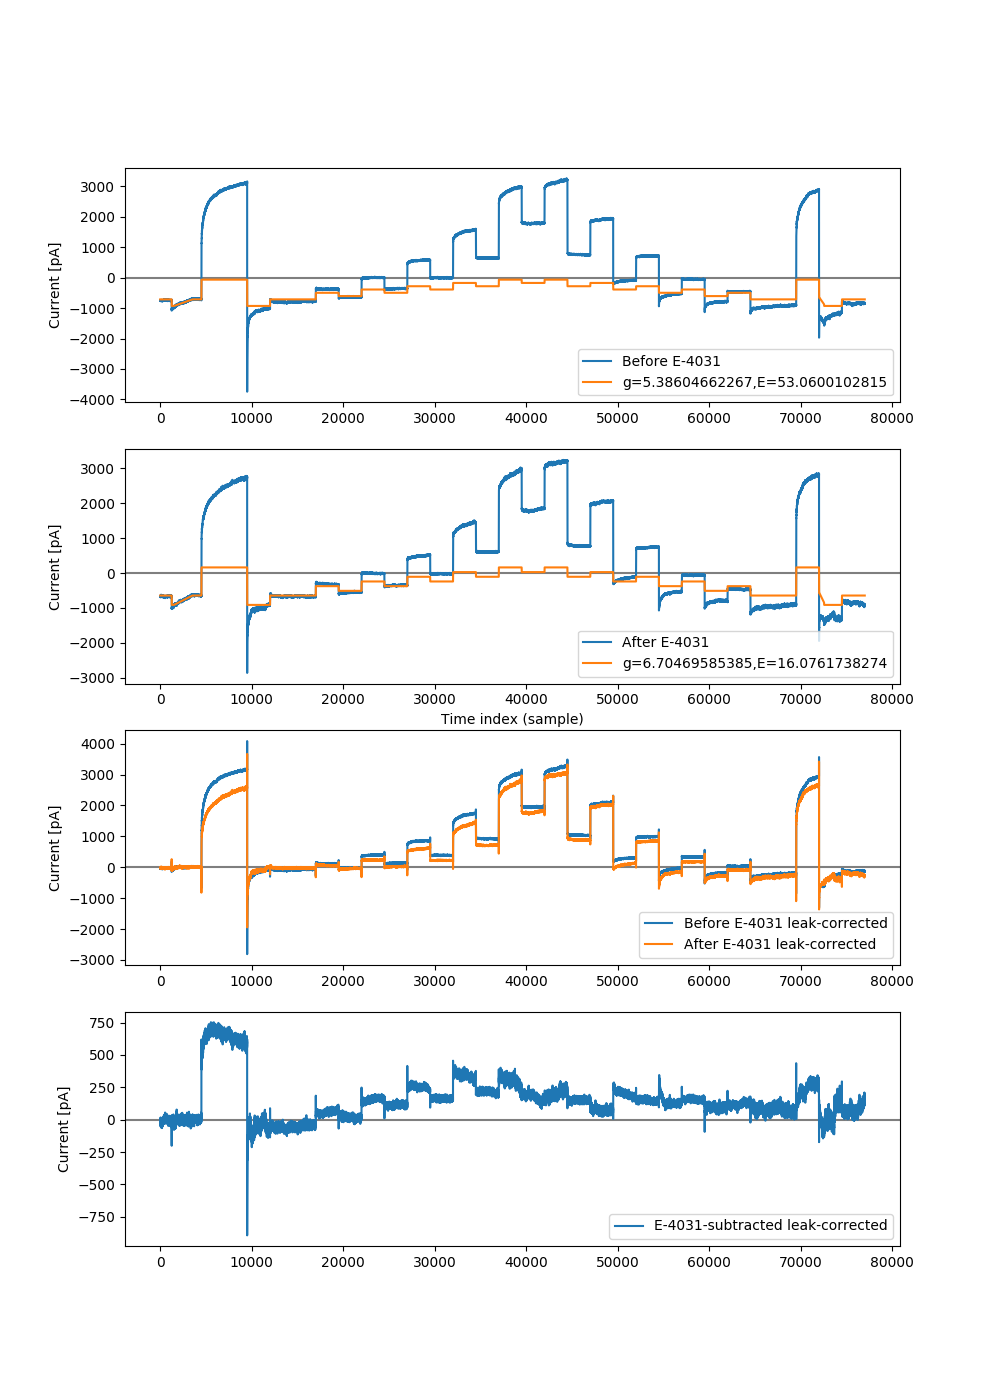 3000
2000
1000
0
−1000
−2000
−3000
−4000
Current [pA]
Before E-4031
g=5.38604662267,E=53.0600102815
0 10000 20000 30000 40000 50000 60000 70000 80000
3000
2000
1000
0
−1000
−2000
−3000
Current [pA]
After E-4031
g=6.70469585385,E=16.0761738274
0 10000 20000 30000 40000 50000 60000 70000 80000
Time index (sample)
4000
3000
2000
1000
0
−1000
−2000
−3000
Current [pA]
Before E-4031 leak-corrected
After E-4031 leak-corrected
0 10000 20000 30000 40000 50000 60000 70000 80000
750
500
250
0
−250
−500
−750
Current [pA]
E-4031-subtracted leak-corrected
0 10000 20000 30000 40000 50000 60000 70000 80000